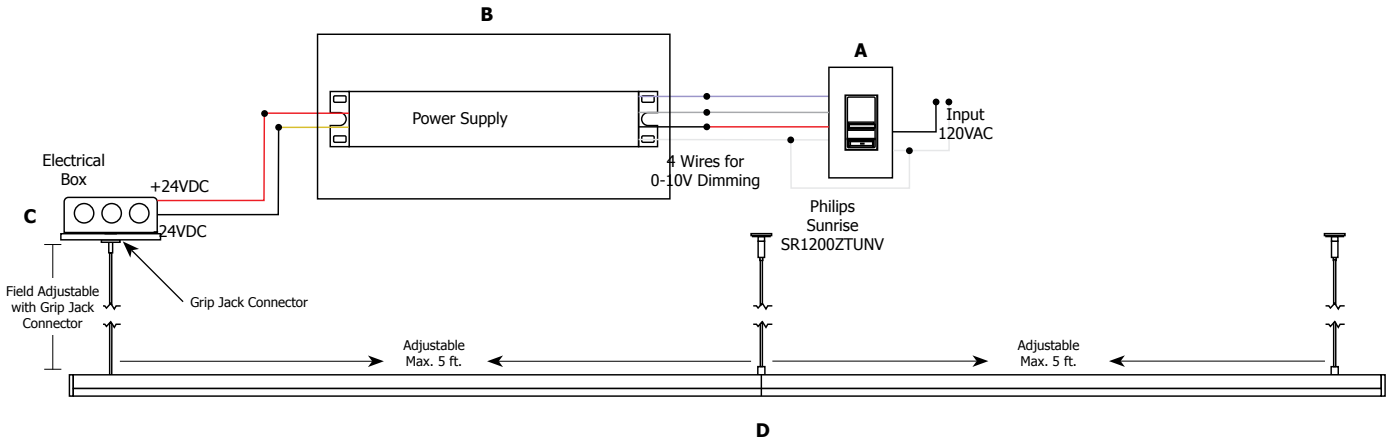 B
A
Power Supply
Input
120VAC
4 Wires for
0-10V Dimming
Electrical
Box
+24VDC
C
-24VDC
Philips
Sunrise
SR1200ZTUNV
Field Adjustable
with Grip Jack
Connector
Grip Jack Connector
Adjustable
Max. 5 ft.
Adjustable
Max. 5 ft.
D